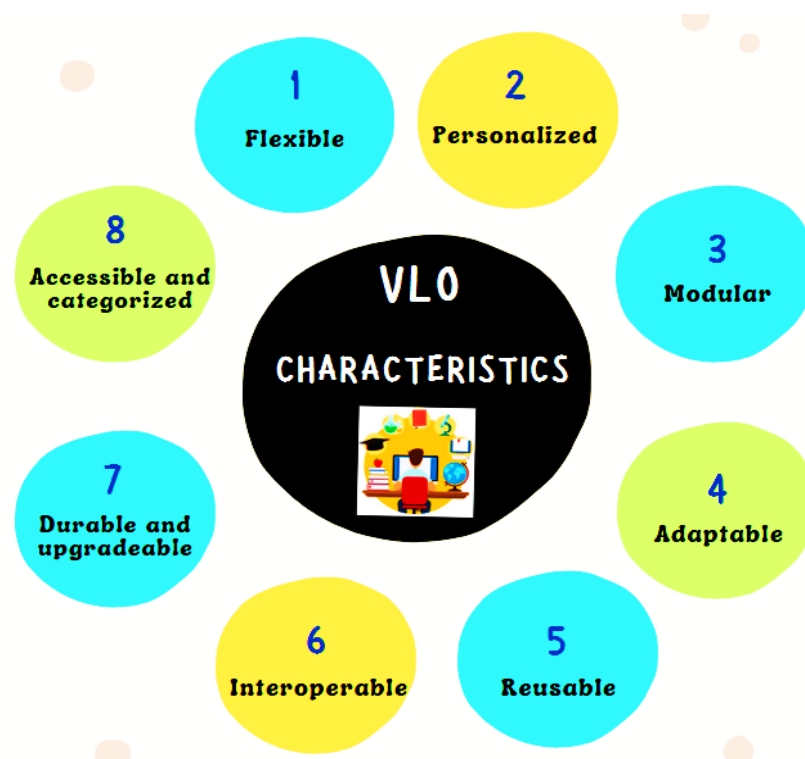 VLO
CHARACTERISTICS
1
Flexible
2
Personalized
3
Modular
4
Adaptable
5
Reusable
6
Interoperable
7
Durable and
upgradeable
8
Accessible and
categorized